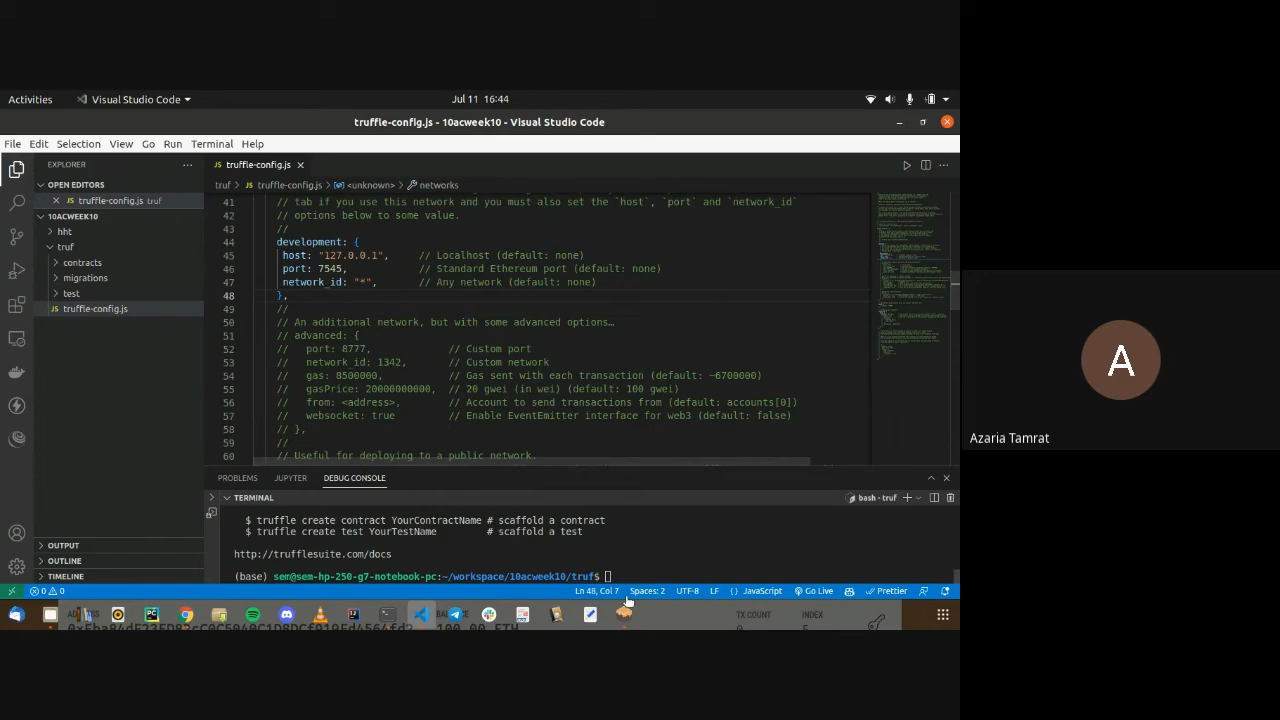 Activities
Visual Studio Code
Jul 11 16:44
truffle-config.js - 10acweek10 - Visual Studio Code
File Edit Selection View Go Run Terminal Help
EXPLORER
OPEN EDITORS
truffle-config.js truf
10ACWEEK10
hht
truf
contracts
migrations
test
JS truffle-config.js
OUTPUT
OUTLINE
TIMELINE
JS truffle-config.js
truf > JS truffle-config.js > <unknown> > networks
41 // tab if you use this network and you must also set the `host`, `port` and `network_id`
42 // options below to some value.
43 //
44 development: {
45 host: "127.0.0.1", // Localhost (default: none)
46 port: 7545, // Standard Ethereum port (default: none)
47 network_id: "*", // Any network (default: none)
48 },
49 //
50 // An additional network, but with some advanced options…
51 // advanced: {
52 // port: 8777, // Custom port
53 // network_id: 1342, // Custom network
54 // gas: 8500000, // Gas sent with each transaction (default: ~6700000)
55 // gasPrice: 20000000000, // 20 gwei (in wei) (default: 100 gwei)
56 // from: <address>, // Account to send transactions from (default: accounts[0])
57 // websocket: true // Enable EventEmitter interface for web3 (default: false)
58 // },
59 //
60 // Useful for deploying to a public network.
PROBLEMS JUPYTER DEBUG CONSOLE
TERMINAL
bash - truf
$ truffle create contract YourContractName # scaffold a contract
$ truffle create test YourTestName # scaffold a test
http://trufflesuite.com/docs
(base) sem@sem-hp-250-g7-notebook-pc:~/workspace/10acweek10/truf$
0 0
Ln 48, Col 7 Spaces: 2 UTF-8 LF {} JavaScript Go Live Prettier
TX COUNT INDEX
100.00 ETH
A
Azaria Tamrat